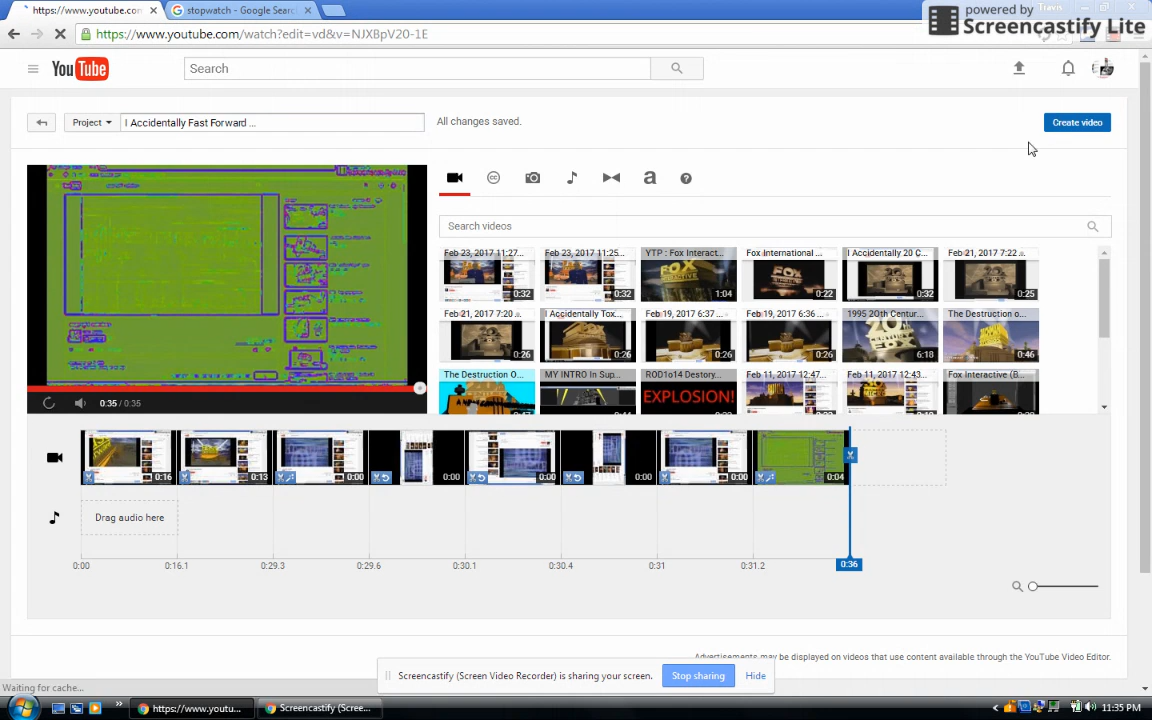 https://www.youtube.com/
stopwatch - Google Searc
Travis
powered by
Screencastify Lite
https://www.youtube.com/watch?edit=vd&v=NJXBpV20-1E
YouTube
Search
Project
I Accidentally Fast Forward ...
All changes saved.
Create video
Search videos
Feb 23, 2017 11:27...
Feb 23, 2017 11:25...
YTP : Fox Interact...
Fox International ...
I Accidentally 20 C...
Feb 21, 2017 7:22 ...
0:32
0:32
1:04
0:22
0:32
0:25
Feb 21, 2017 7:20 ...
I Accidentally Tox...
Feb 19, 2017 6:37 ...
Feb 19, 2017 6:36 ...
1995 20th Centur...
The Destruction o...
0:26
0:26
0:26
0:26
6:18
0:46
The Destruction O...
MY INTRO In Sup...
ROD1o14 Destory...
Feb 11, 2017 12:47...
Feb 11, 2017 12:43...
Fox Interactive (B...
EXPLOSION!
0:35 / 0:35
0:16
0:13
0:00
0:00
0:00
0:00
0:00
0:04
Drag audio here
0:00
0:16.1
0:29.3
0:29.6
0:30.1
0:30.4
0:31
0:31.2
0:36
Advertisements may be displayed on videos that use content available through the YouTube Video Editor.
Screencastify (Screen Video Recorder) is sharing your screen.
Stop sharing
Hide
Waiting for cache...
https://www.youtu...
Screencastify (Scree...
11:35 PM